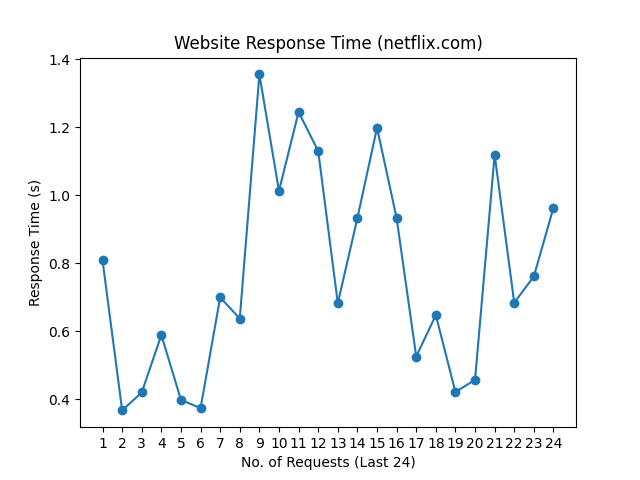 Website Response Time (netflix.com)
1.4
1.2
1.0
0.8
0.6
0.4
Response Time (s)
1 2 3 4 5 6 7 8 9 10 11 12 13 14 15 16 17 18 19 20 21 22 23 24
No. of Requests (Last 24)